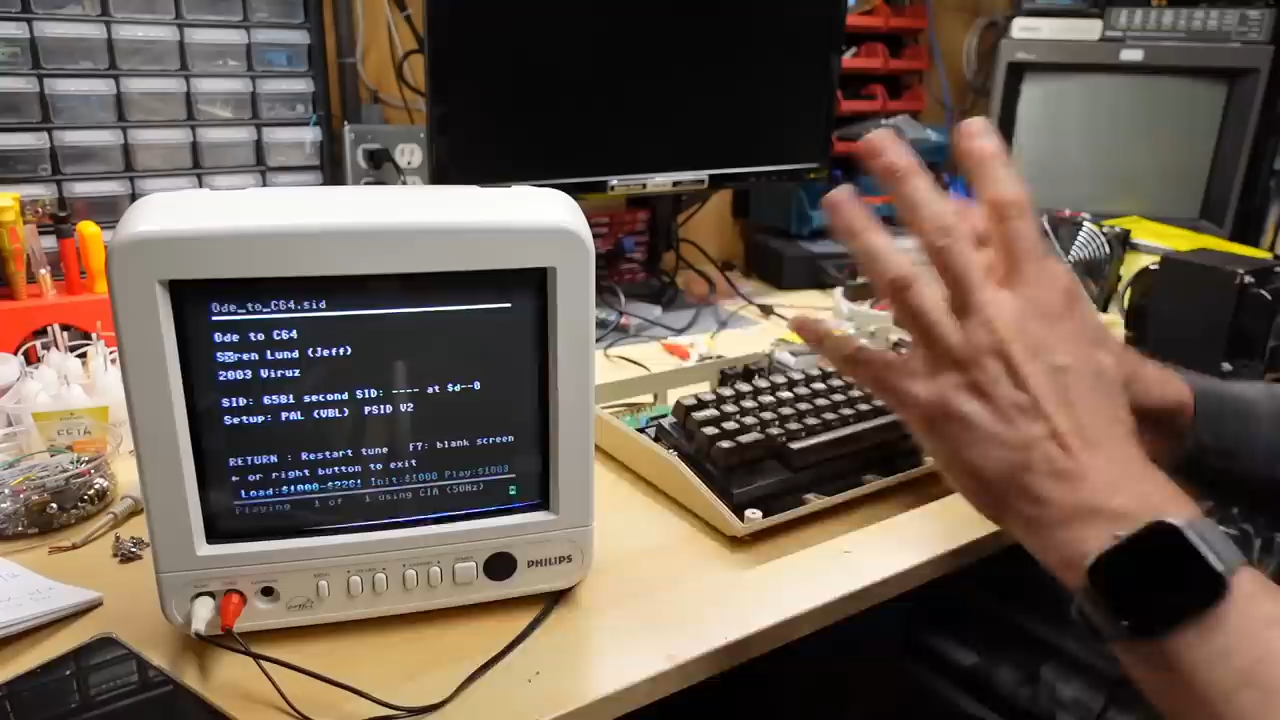 Ode_to_C64.sid
Ode to C64
S▒ren Lund (Jeff)
2003 Viruz
SID: 6581 second SID: ---- at $d--0
Setup: PAL (VBL) PSID V2
RETURN : Restart tune F7: blank screen
← or right button to exit
Load:$1000-$2261 Init:$1000 Play:$1003
Playing 1 of 1 using CIA (50Hz)
PHILIPS